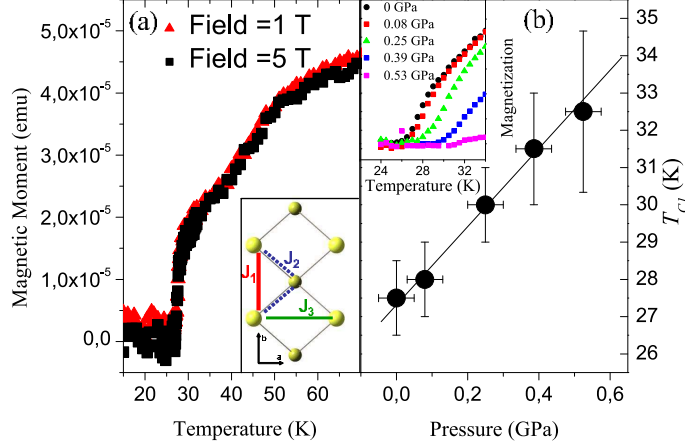 (a)
Field =1 T
Field =5 T
5,0x10⁻⁵
4,0x10⁻⁵
3,0x10⁻⁵
2,0x10⁻⁵
1,0x10⁻⁵
0,0
Magnetic Moment (emu)
20 30 40 50 60
Temperature (K)
J₁
J₂
J₃
b
a
(b)
0 GPa
0.08 GPa
0.25 GPa
0.39 GPa
0.53 GPa
Magnetization
24 28 32
Temperature (K)
35
34
33
32
31
30
29
28
27
26
T_C1 (K)
0,0 0,2 0,4 0,6
Pressure (GPa)